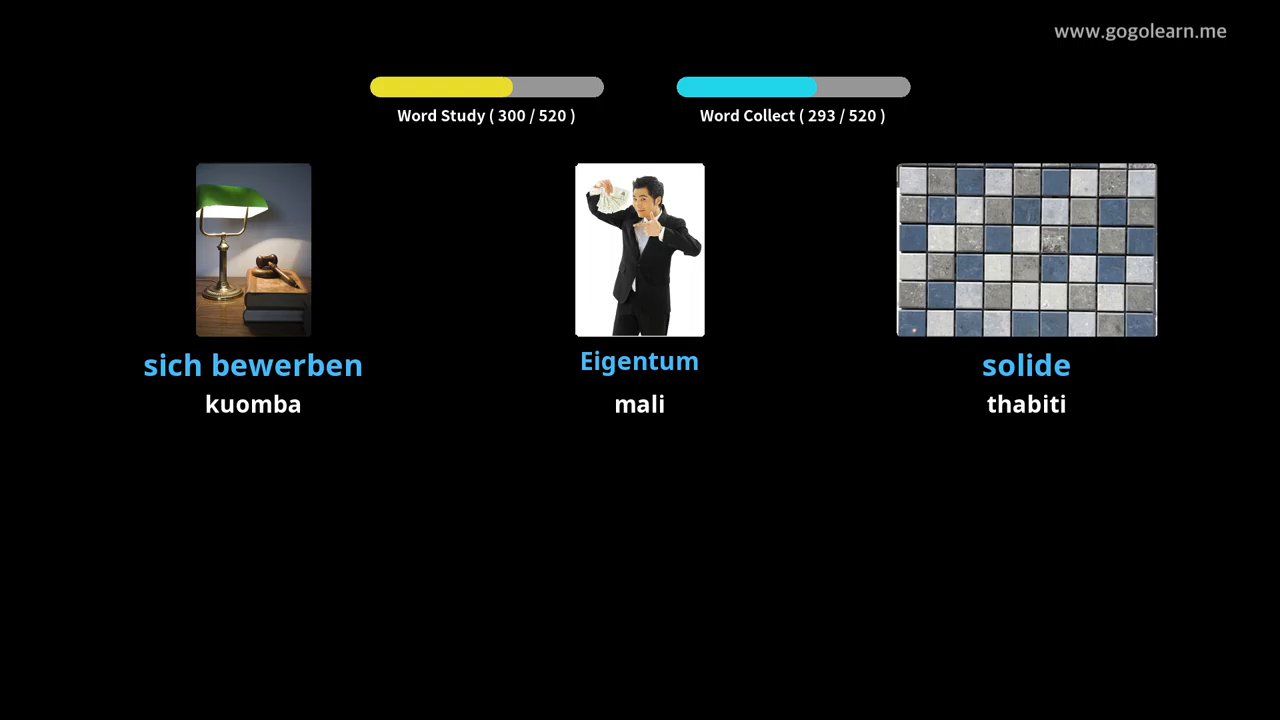 www.gogolearn.me
Word Study ( 300 / 520 )
Word Collect ( 293 / 520 )
sich bewerben
kuomba
Eigentum
mali
solide
thabiti